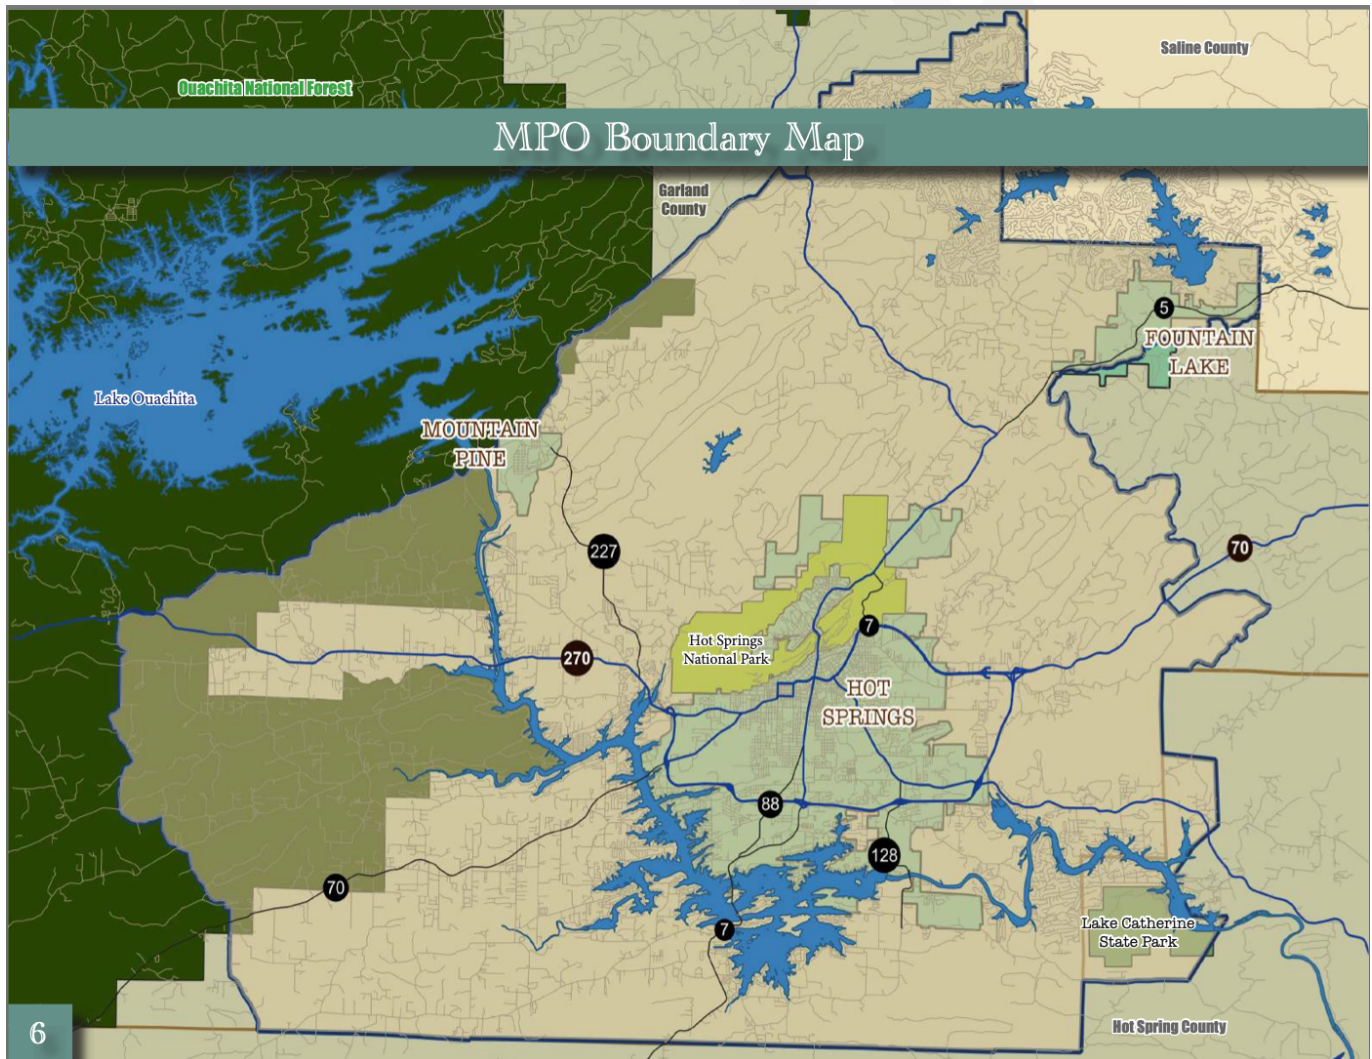 Saline County
Ouachita National Forest
MPO Boundary Map
Garland
County
5
FOUNTAIN
LAKE
Lake Ouachita
MOUNTAIN
PINE
227
70
7
Hot Springs
National Park
270
HOT
SPRINGS
88
128
70
7
Lake Catherine
State Park
Hot Spring County
6